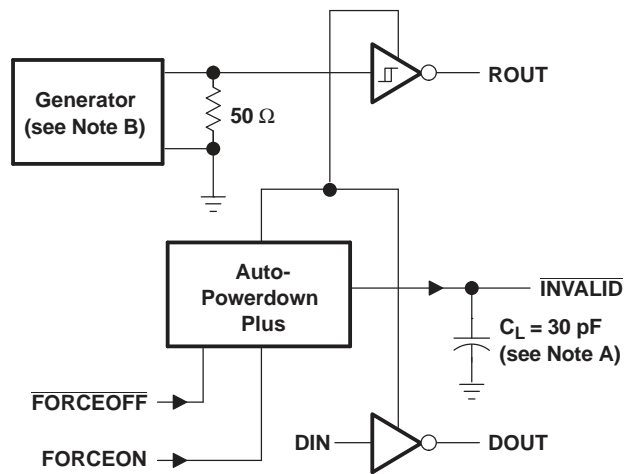 ROUT
Generator
(see Note B)
50 Ω
Auto-
Powerdown
Plus
INVALID
C_L = 30 pF
(see Note A)
FORCEOFF
FORCEON
DIN
DOUT